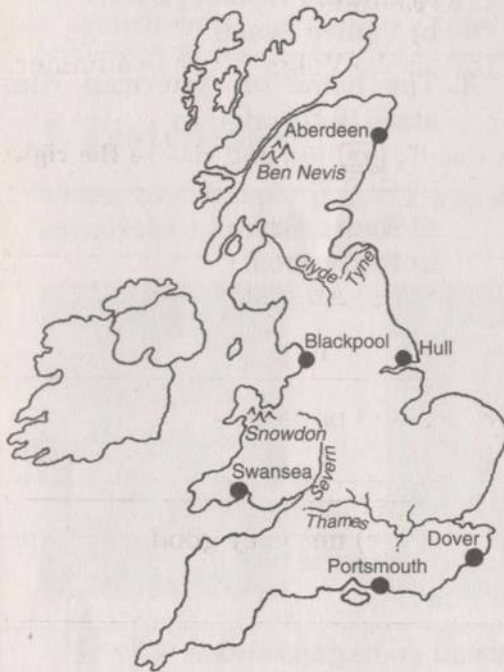 Aberdeen
Ben Nevis
Clyde
Tyne
Blackpool
Hull
Snowdon
Swansea
Severn
Thames
Dover
Portsmouth